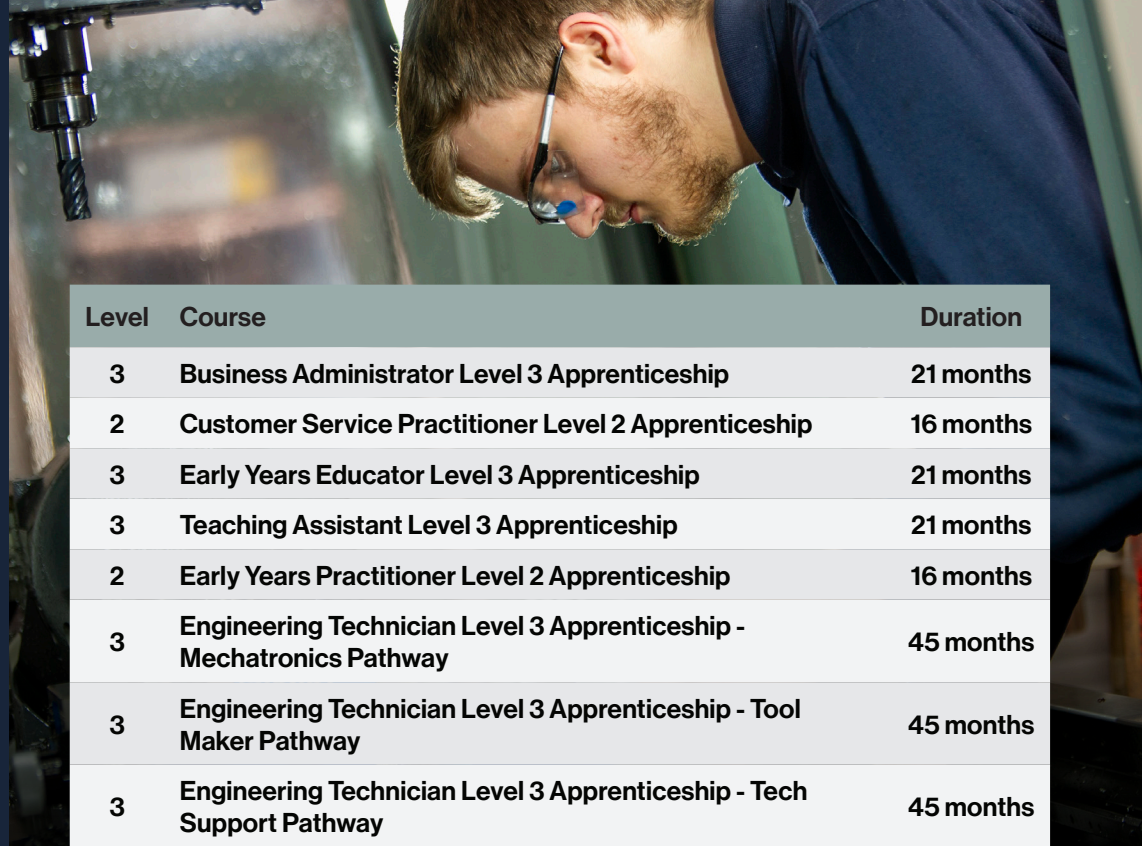 Level Course Duration
3 Business Administrator Level 3 Apprenticeship 21 months
2 Customer Service Practitioner Level 2 Apprenticeship 16 months
3 Early Years Educator Level 3 Apprenticeship 21 months
3 Teaching Assistant Level 3 Apprenticeship 21 months
2 Early Years Practitioner Level 2 Apprenticeship 16 months
3 Engineering Technician Level 3 Apprenticeship - 45 months
Mechatronics Pathway
3 Engineering Technician Level 3 Apprenticeship - Tool 45 months
Maker Pathway
3 Engineering Technician Level 3 Apprenticeship - Tech 45 months
Support Pathway